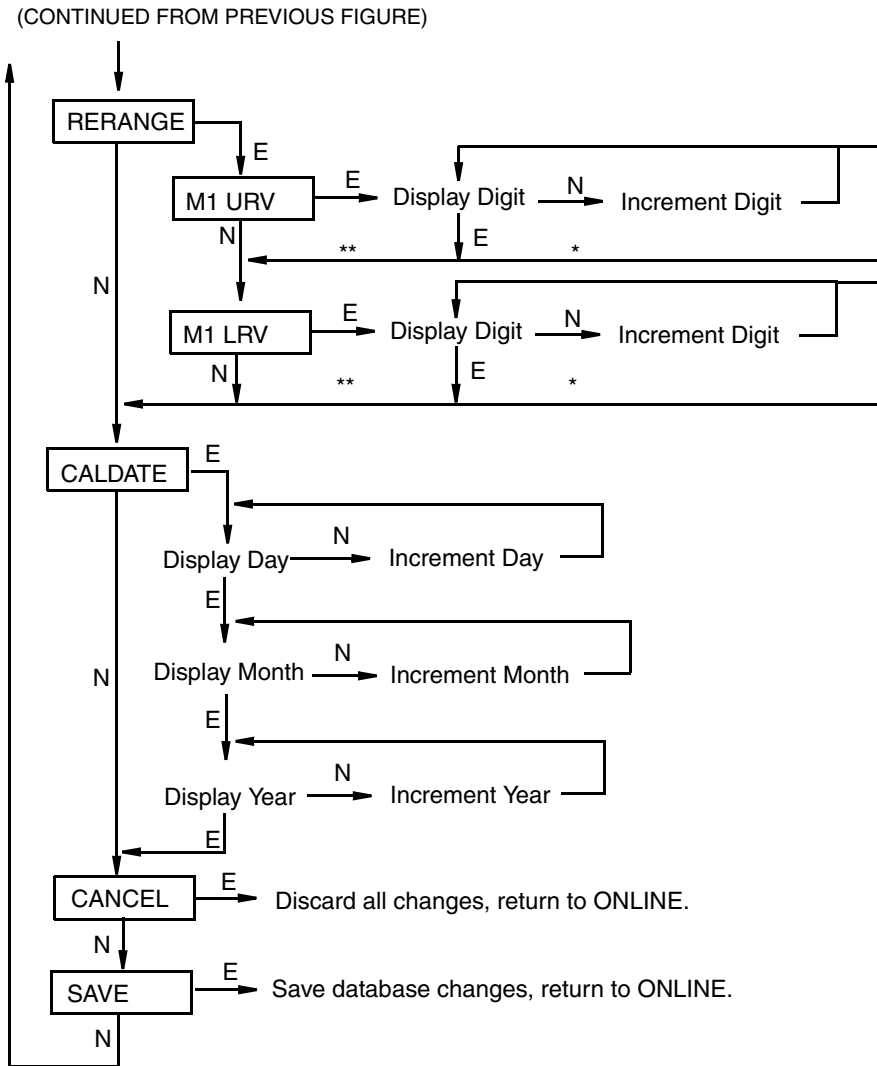 (CONTINUED FROM PREVIOUS FIGURE)
RERANGE
E
M1 URV
E
Display Digit
N
Increment Digit
N
**
E
*
N
M1 LRV
E
Display Digit
N
Increment Digit
N
**
E
*
CALDATE
E
Display Day
N
Increment Day
E
N
Display Month
N
Increment Month
E
Display Year
N
Increment Year
E
CANCEL
E
Discard all changes, return to ONLINE.
N
SAVE
E
Save database changes, return to ONLINE.
N